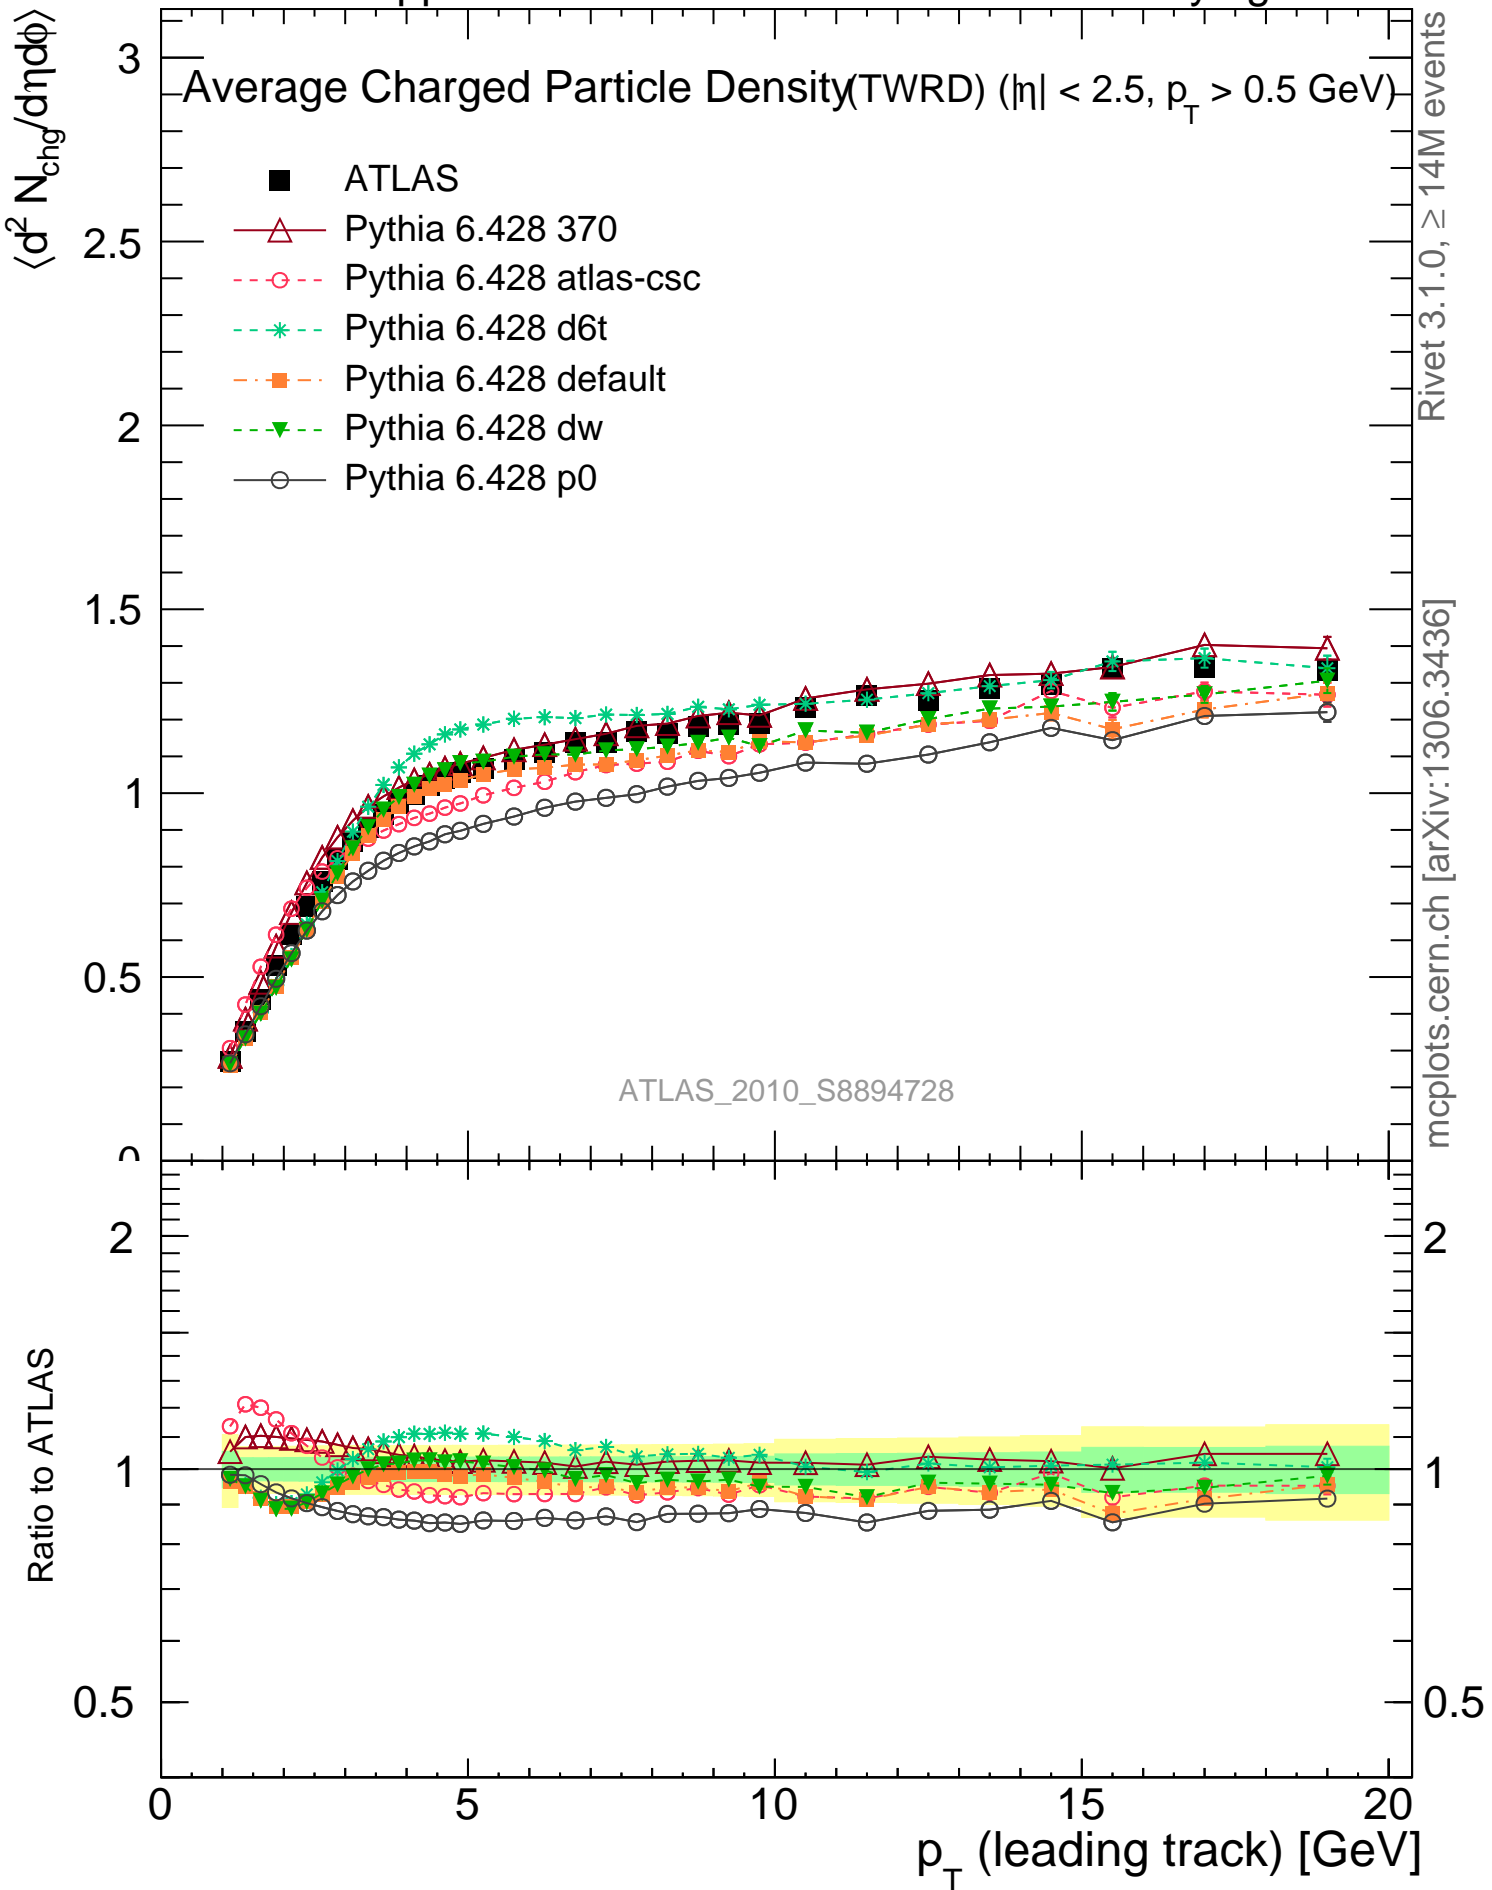 Average Charged Particle Density (TWRD) (|η| < 2.5, p_T > 0.5 GeV)
⟨d² N_chg/dηdϕ⟩
3
2.5
2
1.5
1
0.5
0
ATLAS
Pythia 6.428 370
Pythia 6.428 atlas-csc
Pythia 6.428 d6t
Pythia 6.428 default
Pythia 6.428 dw
Pythia 6.428 p0
ATLAS_2010_S8894728
Rivet 3.1.0, ≥ 14M events
mcplots.cern.ch [arXiv:1306.3436]
Ratio to ATLAS
2
1
0.5
2
1
0.5
0 5 10 15 20
p_T (leading track) [GeV]